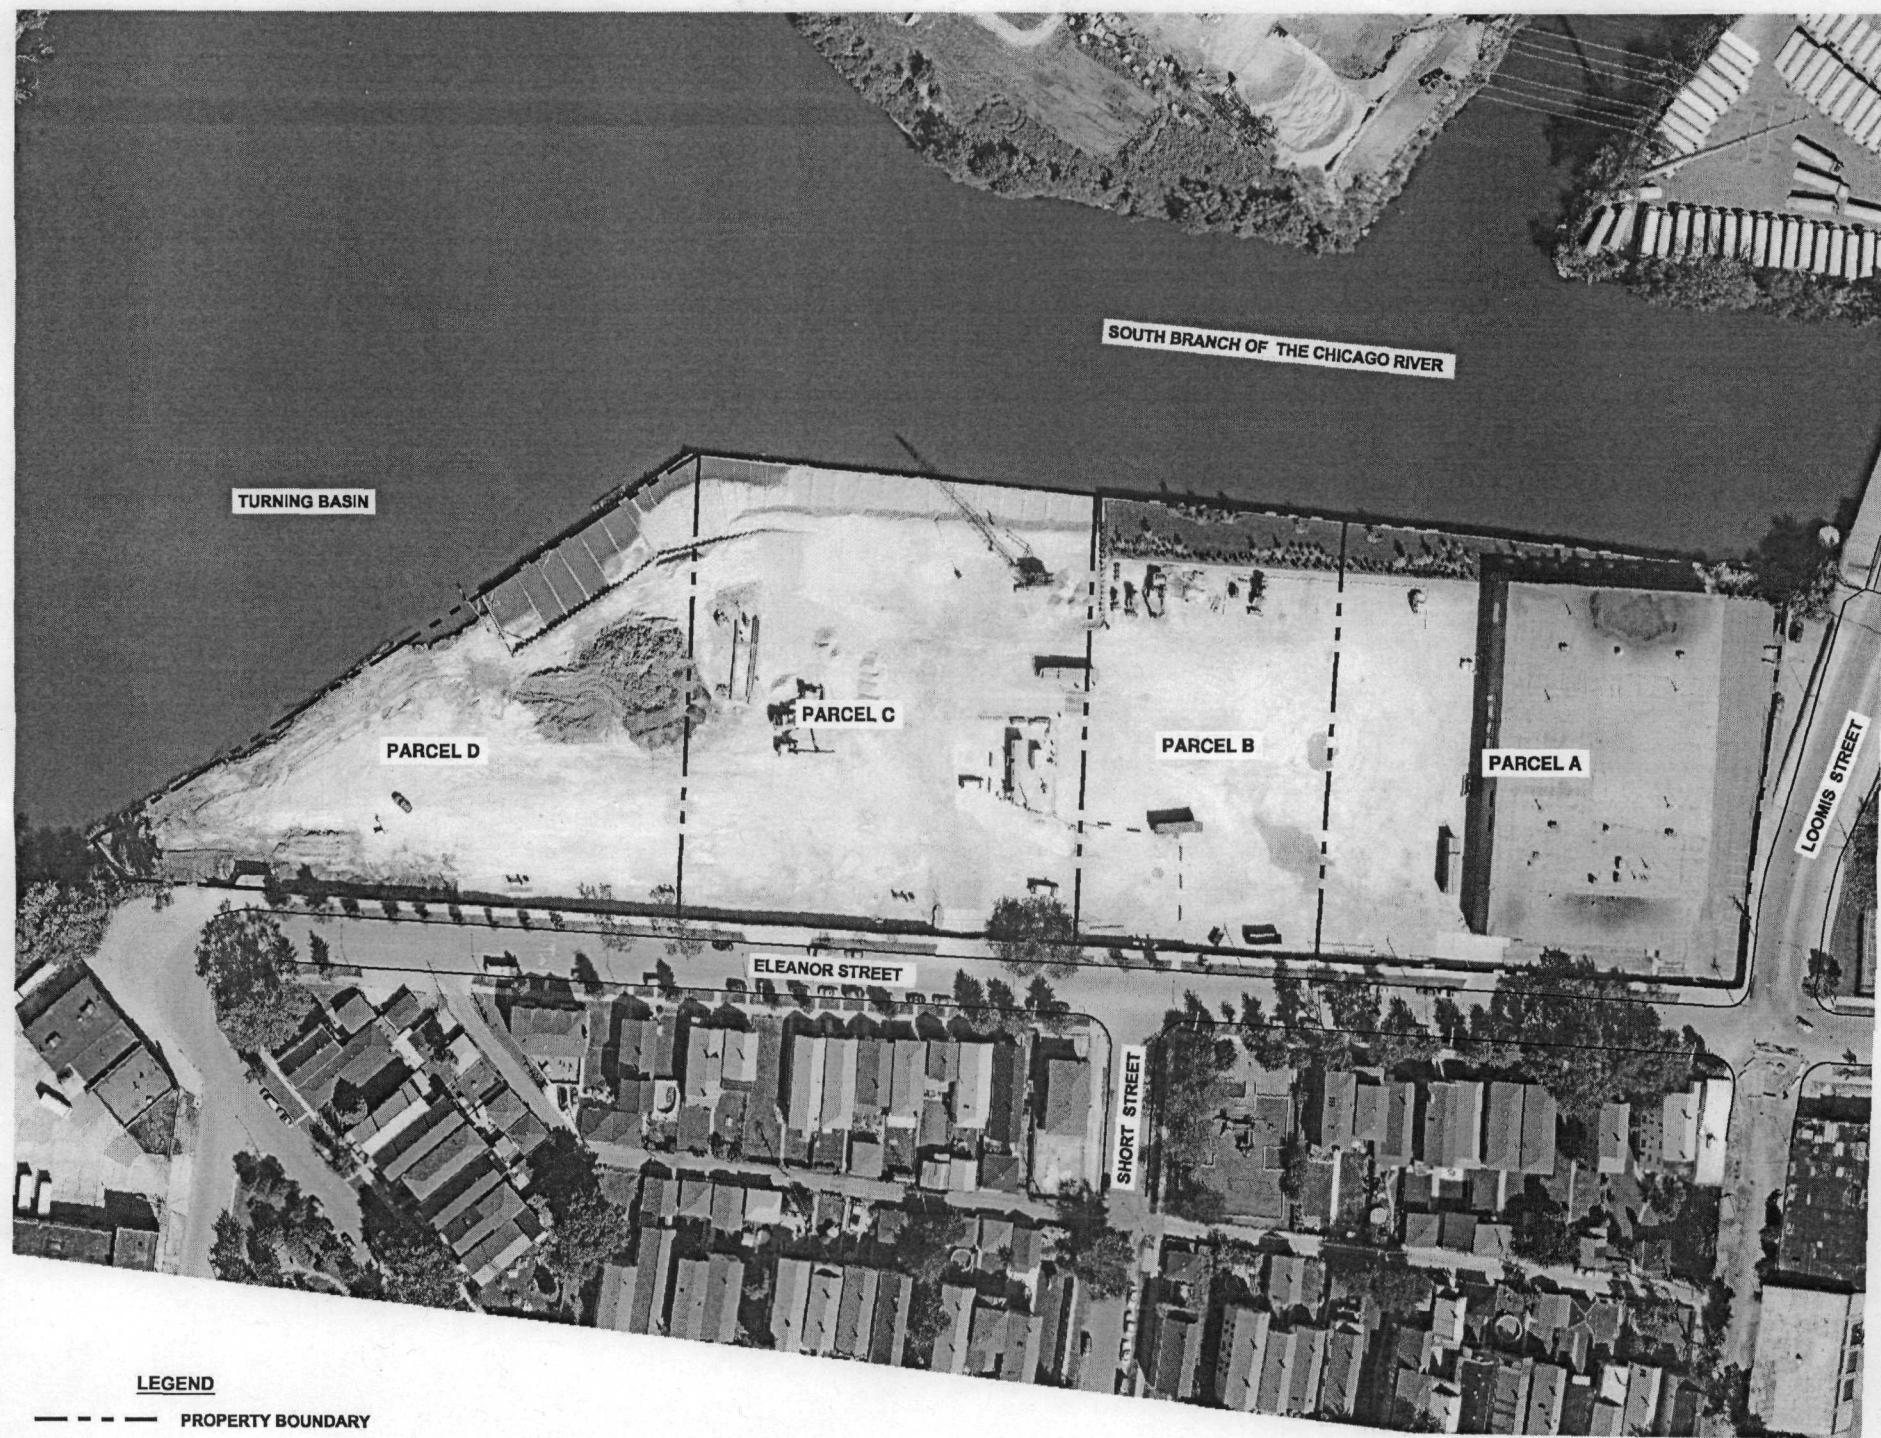 SOUTH BRANCH OF THE CHICAGO RIVER
TURNING BASIN
PARCEL D
PARCEL C
PARCEL B
PARCEL A
LOOMIS STREET
ELEANOR STREET
SHORT STREET
LEGEND
PROPERTY BOUNDARY